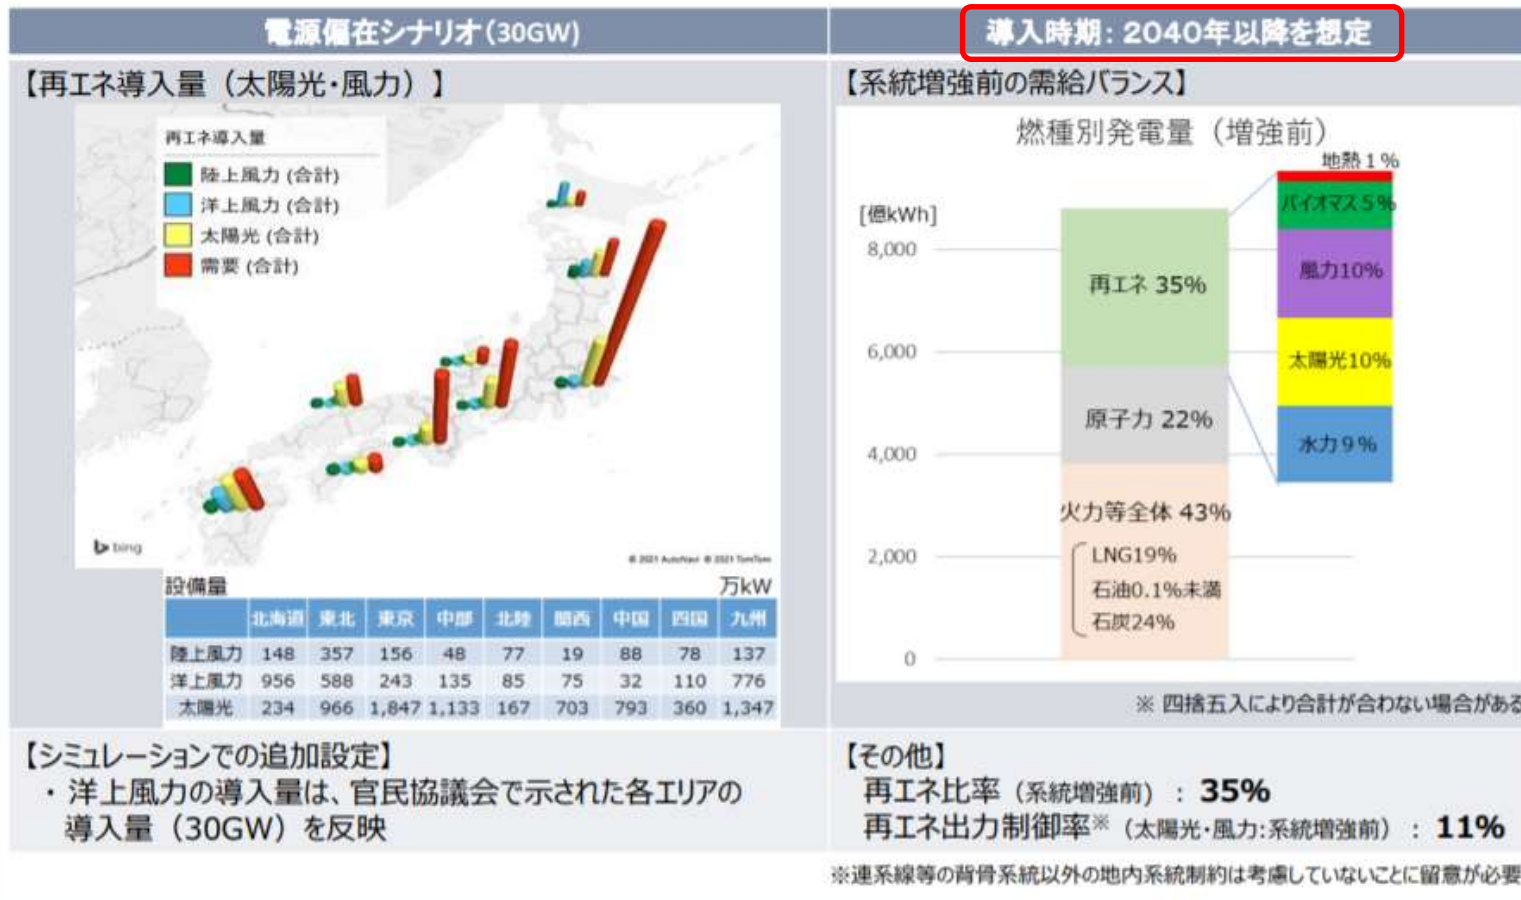 電源偏在シナリオ(30GW)
導入時期：2040年以降を想定
【再エネ導入量（太陽光・風力）】
再エネ導入量
陸上風力 (合計)
洋上風力 (合計)
太陽光 (合計)
需要 (合計)
bing
© 2021 AutoNavi © 2021 TomTom
設備量 万kW
北海道 東北 東京 中部 北陸 関西 中国 四国 九州
陸上風力 148 357 156 48 77 19 88 78 137
洋上風力 956 588 243 135 85 75 32 110 776
太陽光 234 966 1,847 1,133 167 703 793 360 1,347
【系統増強前の需給バランス】
燃種別発電量（増強前）
[億kWh]
8,000
6,000
4,000
2,000
0
再エネ 35%
原子力 22%
火力等全体 43%
LNG19%
石油0.1%未満
石炭24%
地熱1%
バイオマス5%
風力10%
太陽光10%
水力9%
※ 四捨五入により合計が合わない場合がある
【シミュレーションでの追加設定】
・洋上風力の導入量は、官民協議会で示された各エリアの
導入量（30GW）を反映
【その他】
再エネ比率（系統増強前）：35%
再エネ出力制御率※（太陽光・風力:系統増強前）：11%
※連系線等の背骨系統以外の地内系統制約は考慮していないことに留意が必要